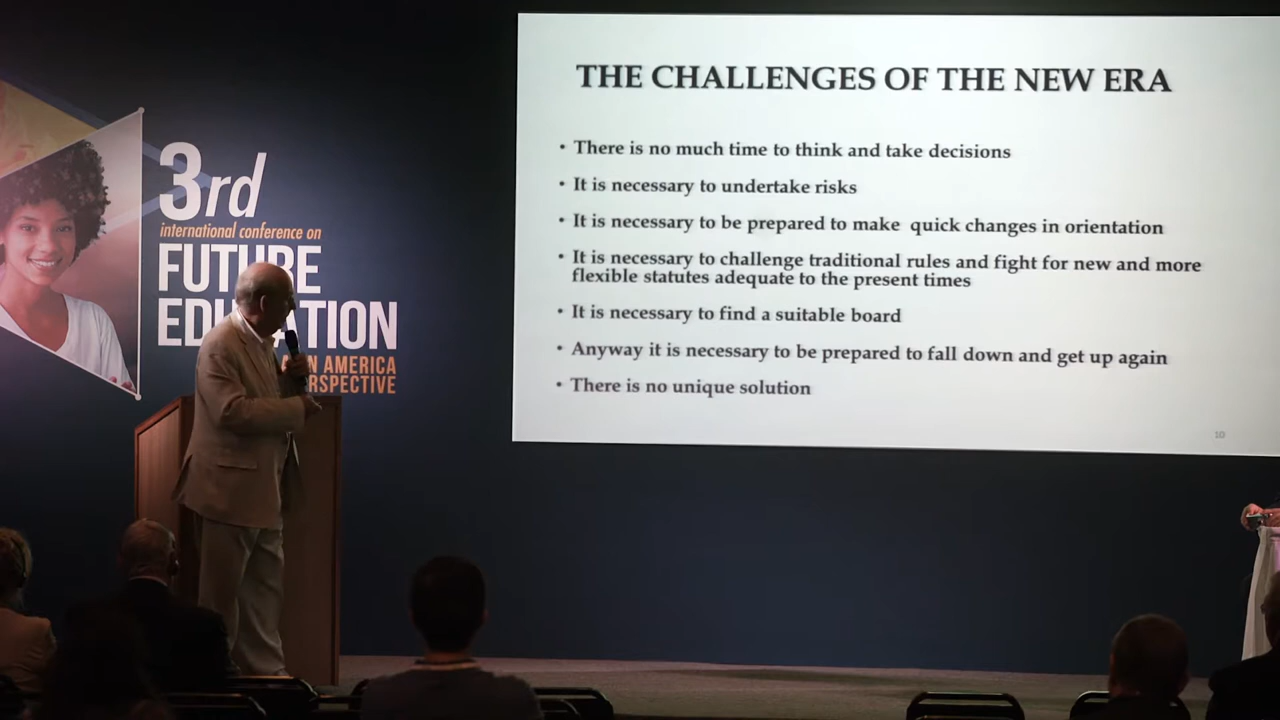 3rd
international conference on
FUTURE
AMERICA
THE CHALLENGES OF THE NEW ERA
• There is no much time to think and take decisions
• It is necessary to undertake risks
• It is necessary to be prepared to make quick changes in orientation
• It is necessary to challenge traditional rules and fight for new and more
flexible statutes adequate to the present times
• It is necessary to find a suitable board
• Anyway it is necessary to be prepared to fall down and get up again
• There is no unique solution
10